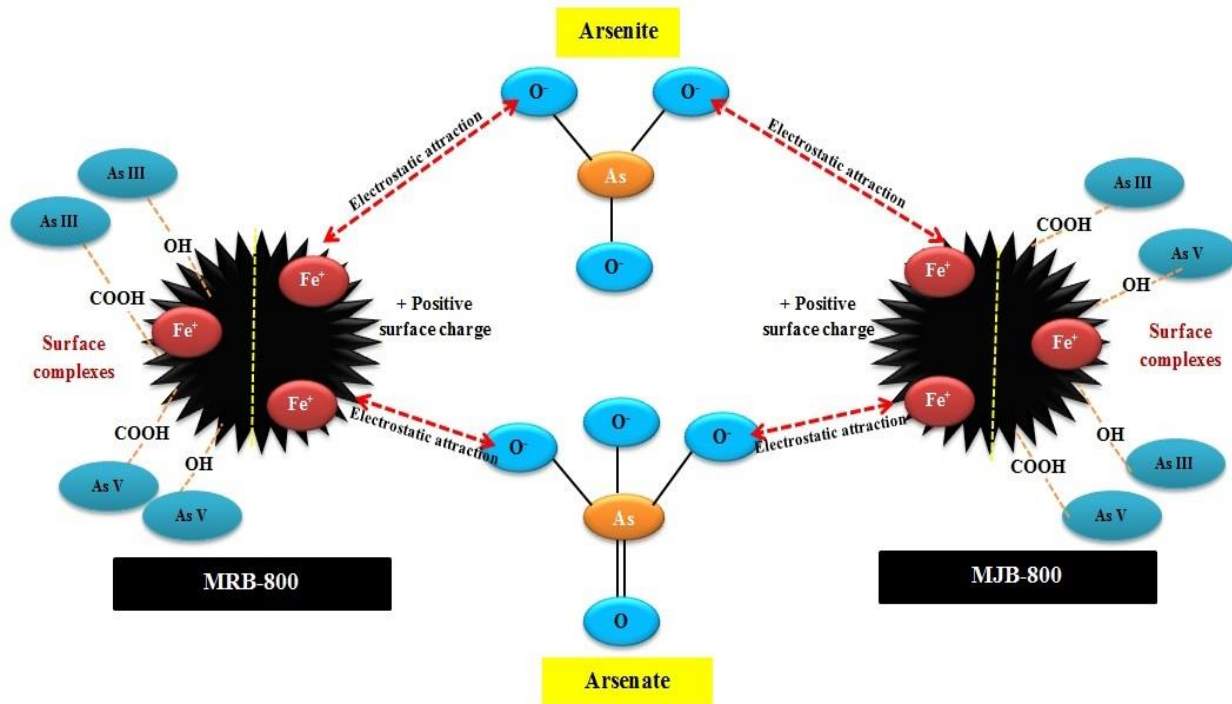 Arsenite
O⁻
O⁻
As
O⁻
Electrostatic attraction
Electrostatic attraction
As III
As III
OH
COOH
Fe⁺
Fe⁺
Fe⁺
Surface
complexes
COOH
OH
As V
As V
+ Positive
surface charge
MRB-800
+ Positive
surface charge
Fe⁺
Fe⁺
Fe⁺
COOH
As III
OH
As V
Surface
complexes
OH
As III
COOH
As V
MJB-800
Electrostatic attraction
Electrostatic attraction
O⁻
O⁻
O⁻
As
O
Arsenate